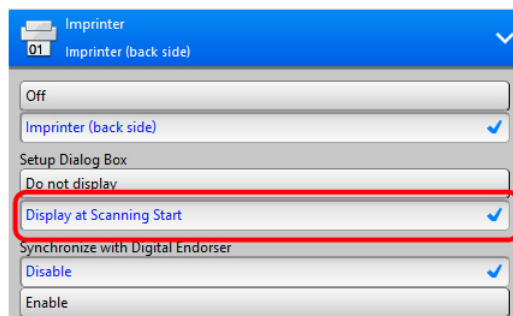 Imprinter
01 Imprinter (back side)
Off
Imprinter (back side)
Setup Dialog Box
Do not display
Display at Scanning Start
Synchronize with Digital Endorser
Disable
Enable